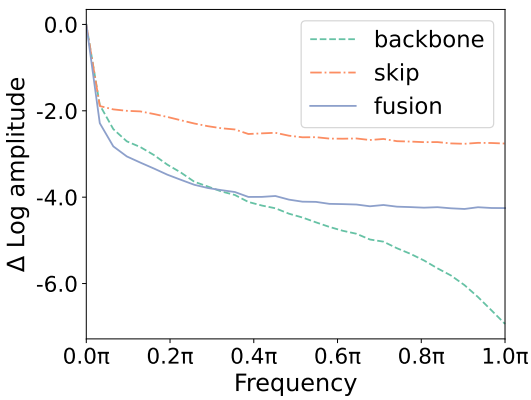 backbone
skip
fusion
Δ Log amplitude
0.0
-2.0
-4.0
-6.0
0.0π 0.2π 0.4π 0.6π 0.8π 1.0π
Frequency